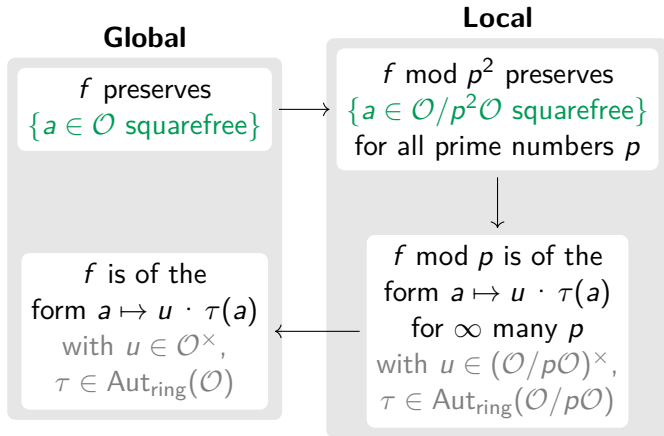 Global
f preserves
{a ∈ 𝒪 squarefree}
Local
f mod p² preserves
{a ∈ 𝒪/p²𝒪 squarefree}
for all prime numbers p
f mod p is of the
form a ↦ u · τ(a)
for ∞ many p
with u ∈ (𝒪/p𝒪)×,
τ ∈ Aut_ring(𝒪/p𝒪)
f is of the
form a ↦ u · τ(a)
with u ∈ 𝒪×,
τ ∈ Aut_ring(𝒪)